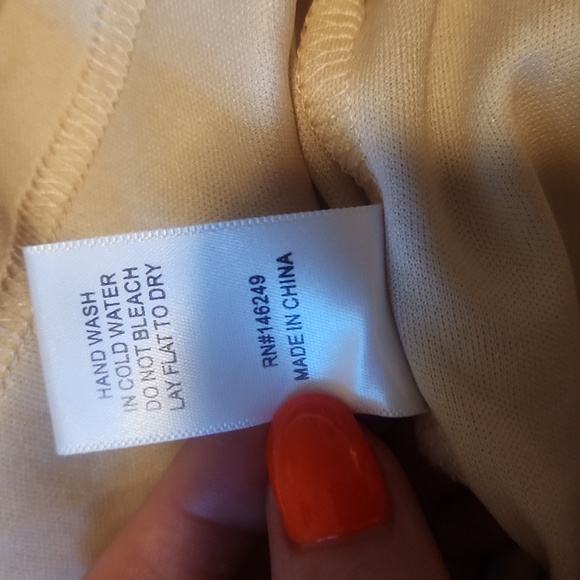 HAND WASH
IN COLD WATER
DO NOT BLEACH
LAY FLAT TO DRY
RN#146249
MADE IN CHINA